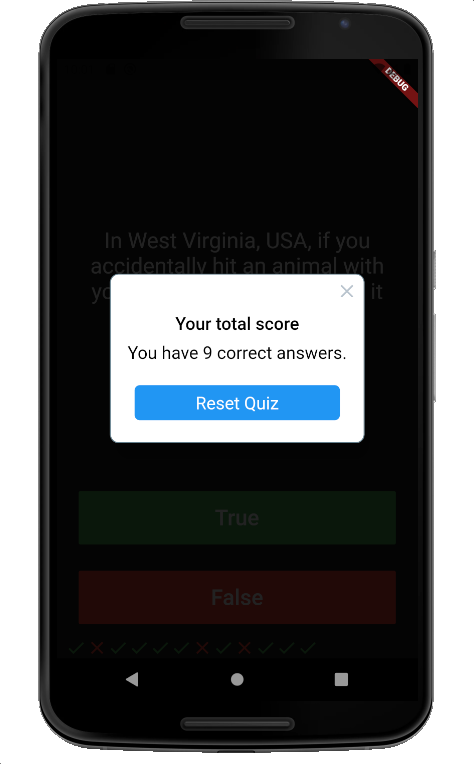 DEBUG
In West Virginia, USA, if you
accidentally hit an animal with
yo it
Your total score
You have 9 correct answers.
Reset Quiz
True
False